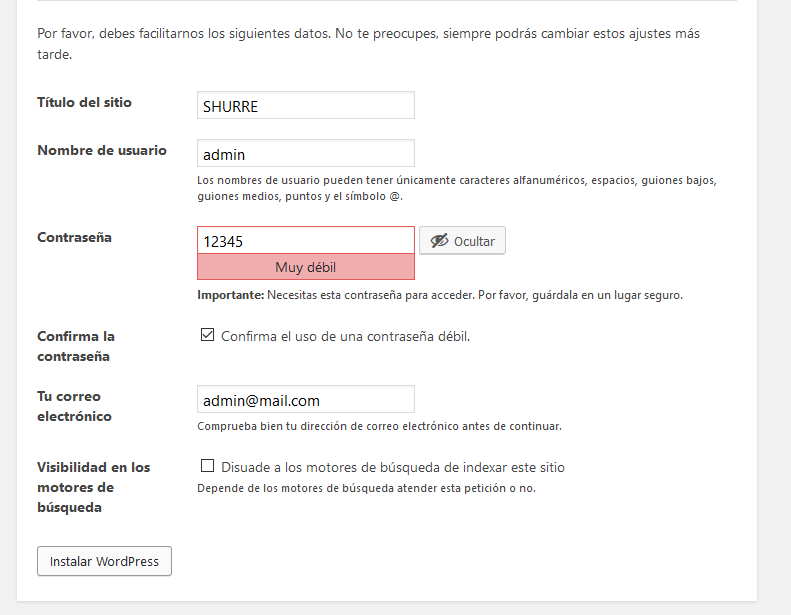 Por favor, debes facilitarnos los siguientes datos. No te preocupes, siempre podrás cambiar estos ajustes más
tarde.
Título del sitio
SHURRE
Nombre de usuario
admin
Los nombres de usuario pueden tener únicamente caracteres alfanuméricos, espacios, guiones bajos,
guiones medios, puntos y el símbolo @.
Contraseña
12345
Ocultar
Muy débil
Importante: Necesitas esta contraseña para acceder. Por favor, guárdala en un lugar seguro.
Confirma la
contraseña
Confirma el uso de una contraseña débil.
Tu correo
electrónico
admin@mail.com
Comprueba bien tu dirección de correo electrónico antes de continuar.
Visibilidad en los
motores de
búsqueda
Disuade a los motores de búsqueda de indexar este sitio
Depende de los motores de búsqueda atender esta petición o no.
Instalar WordPress